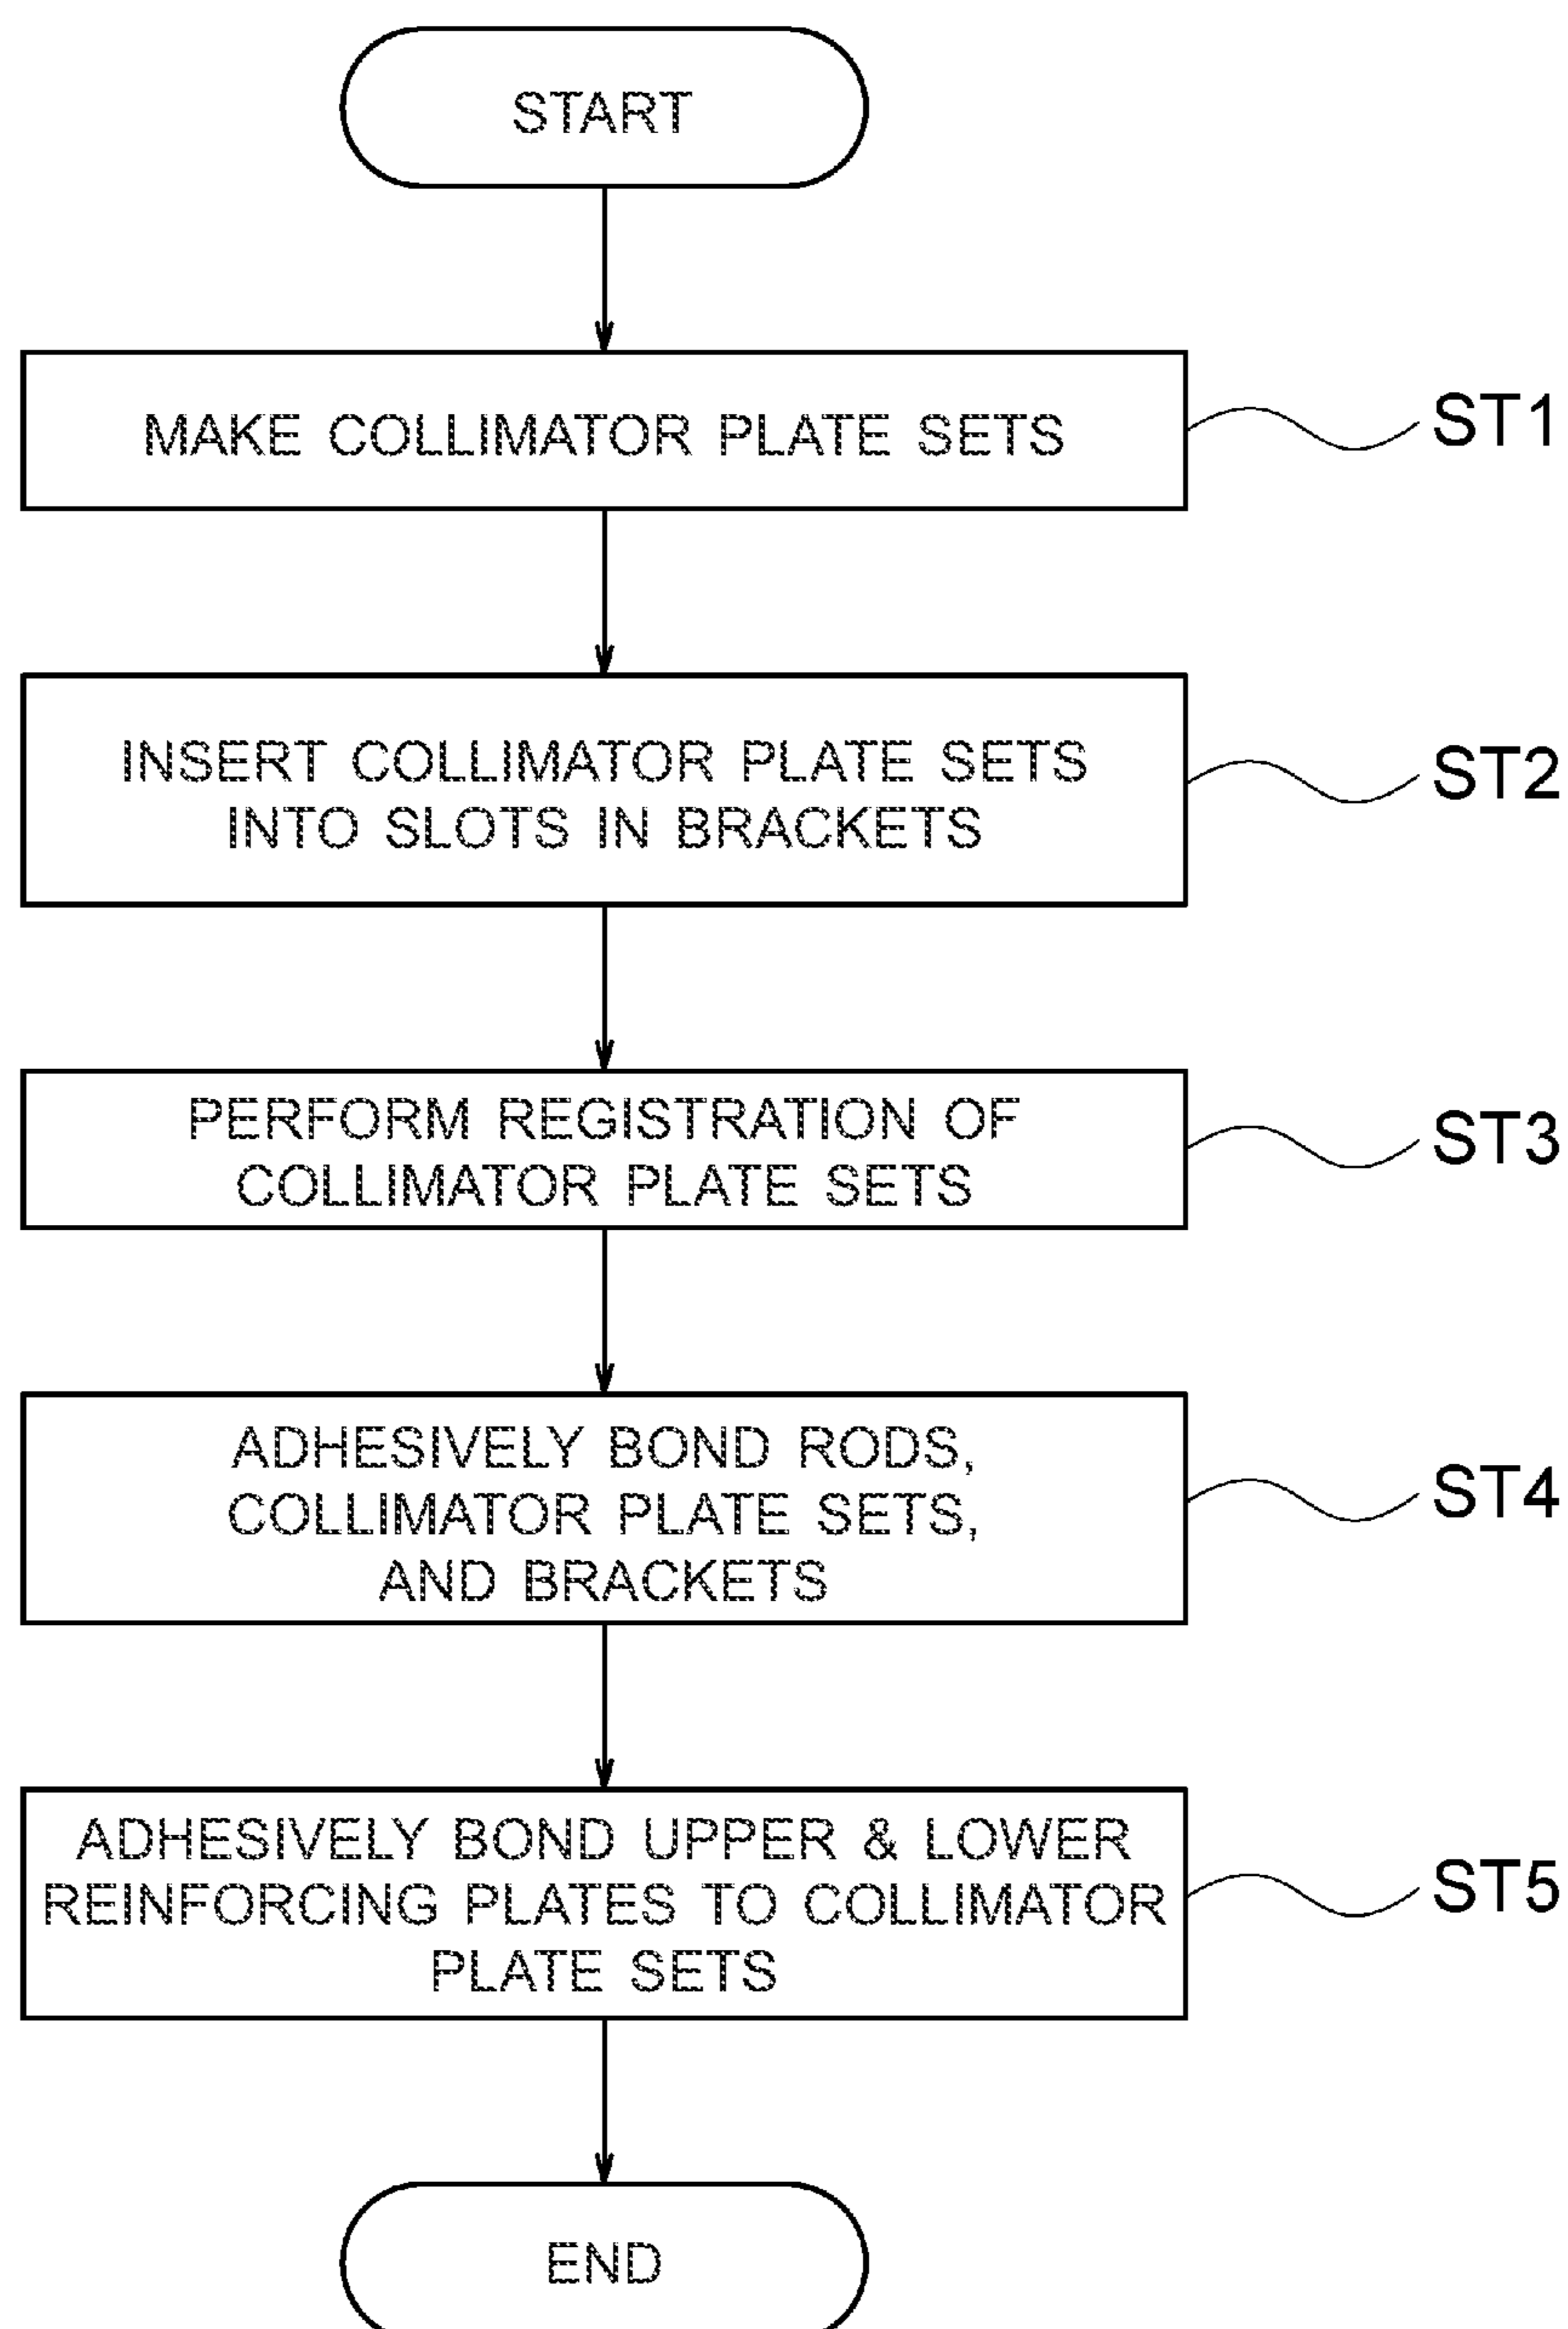 START
MAKE COLLIMATOR PLATE SETS
ST1
INSERT COLLIMATOR PLATE SETS
INTO SLOTS IN BRACKETS
ST2
PERFORM REGISTRATION OF
COLLIMATOR PLATE SETS
ST3
ADHESIVELY BOND RODS,
COLLIMATOR PLATE SETS,
AND BRACKETS
ST4
ADHESIVELY BOND UPPER & LOWER
REINFORCING PLATES TO COLLIMATOR
PLATE SETS
ST5
END